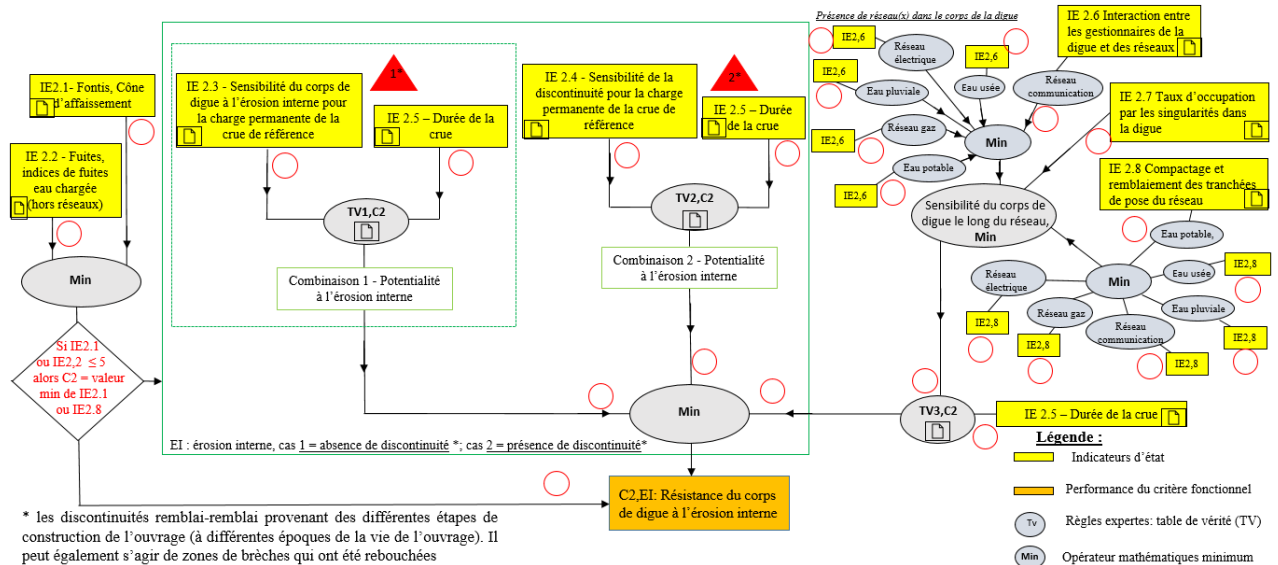 Présence de réseau(x) dans le corps de la digue
IE2.1- Fontis, Cône
d’affaissement
IE 2.2 - Fuites,
indices de fuites
eau chargée
(hors réseaux)
Min
Si IE2.1
ou IE2,2 ≤ 5
alors C2 = valeur
min de IE2.1
ou IE2.8
IE 2.3 - Sensibilité du corps de
digue à l’érosion interne pour
la charge permanente de la
crue de référence
1*
IE 2.5 – Durée de la
crue
TV1,C2
Combinaison 1 - Potentialité
à l’érosion interne
IE 2.4 - Sensibilité de la
discontinuité pour la charge
permanente de la crue de
référence
2*
IE 2.5 – Durée
de la crue
TV2,C2
Combinaison 2 - Potentialité
à l’érosion interne
Min
EI : érosion interne, cas 1 = absence de discontinuité *; cas 2 = présence de discontinuité*
C2,EI: Résistance du corps
de digue à l’érosion interne
IE2,6
Réseau
électrique
IE2,6
Eau usée
IE2,6
Eau pluviale
Réseau
communication
IE2,6
Réseau gaz
IE2,6
Eau potable
Min
IE 2.6 Interaction entre
les gestionnaires de la
digue et des réseaux
IE 2.7 Taux d’occupation
par les singularités dans
la digue
IE 2.8 Compactage et
remblaiement des tranchées
de pose du réseau
Sensibilité du corps de
digue le long du réseau,
Min
Eau potable,
Eau usée
IE2,8
Réseau
électrique
Min
Eau pluviale
Réseau gaz
Réseau
communication
IE2,8
IE2,8
IE2,8
IE2,8
TV3,C2
IE 2.5 – Durée de la crue
Légende :
Indicateurs d’état
Performance du critère fonctionnel
Tv
Règles expertes: table de vérité (TV)
Min
Opérateur mathématiques minimum
* les discontinuités remblai-remblai provenant des différentes étapes de
construction de l’ouvrage (à différentes époques de la vie de l’ouvrage). Il
peut également s’agir de zones de brèches qui ont été rebouchées